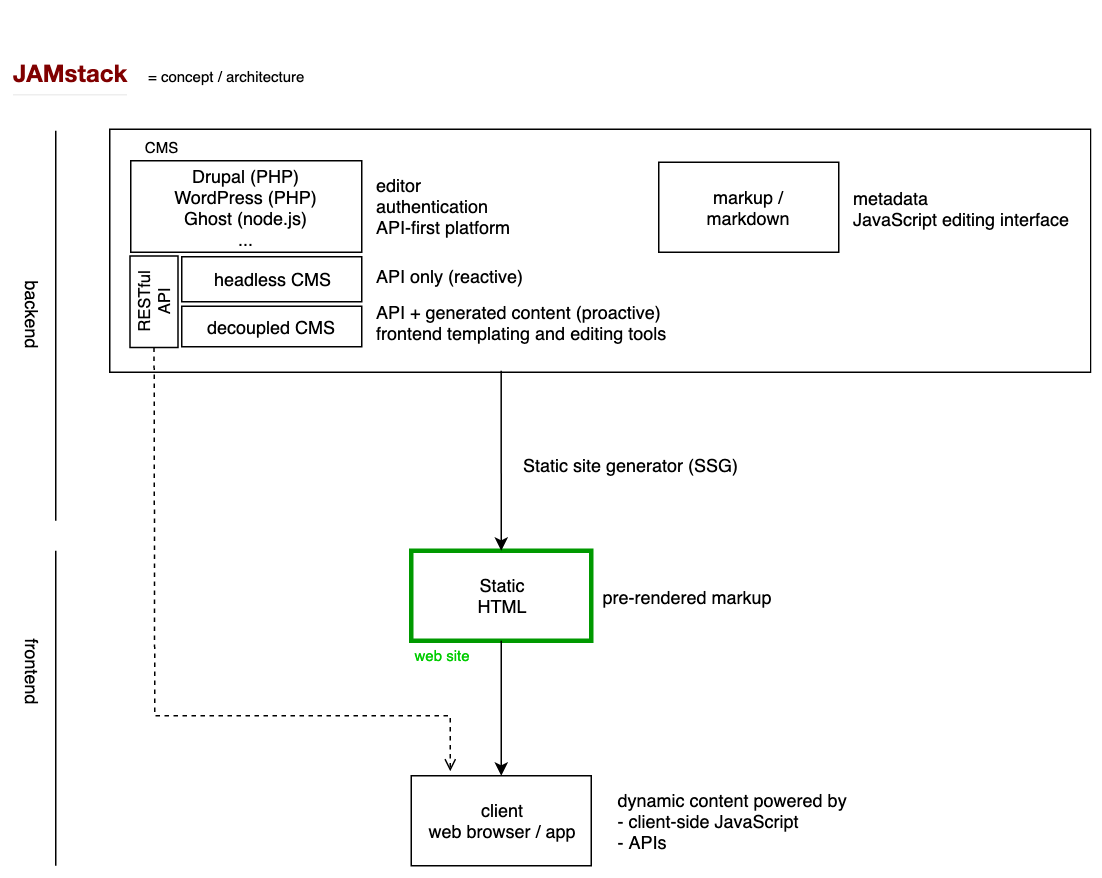 JAMstack = concept / architecture
backend
CMS
Drupal (PHP)
WordPress (PHP)
Ghost (node.js)
...
editor
authentication
API-first platform
markup /
markdown
metadata
JavaScript editing interface
RESTful
API
headless CMS
API only (reactive)
decoupled CMS
API + generated content (proactive)
frontend templating and editing tools
Static site generator (SSG)
frontend
Static
HTML
pre-rendered markup
web site
client
web browser / app
dynamic content powered by
- client-side JavaScript
- APIs